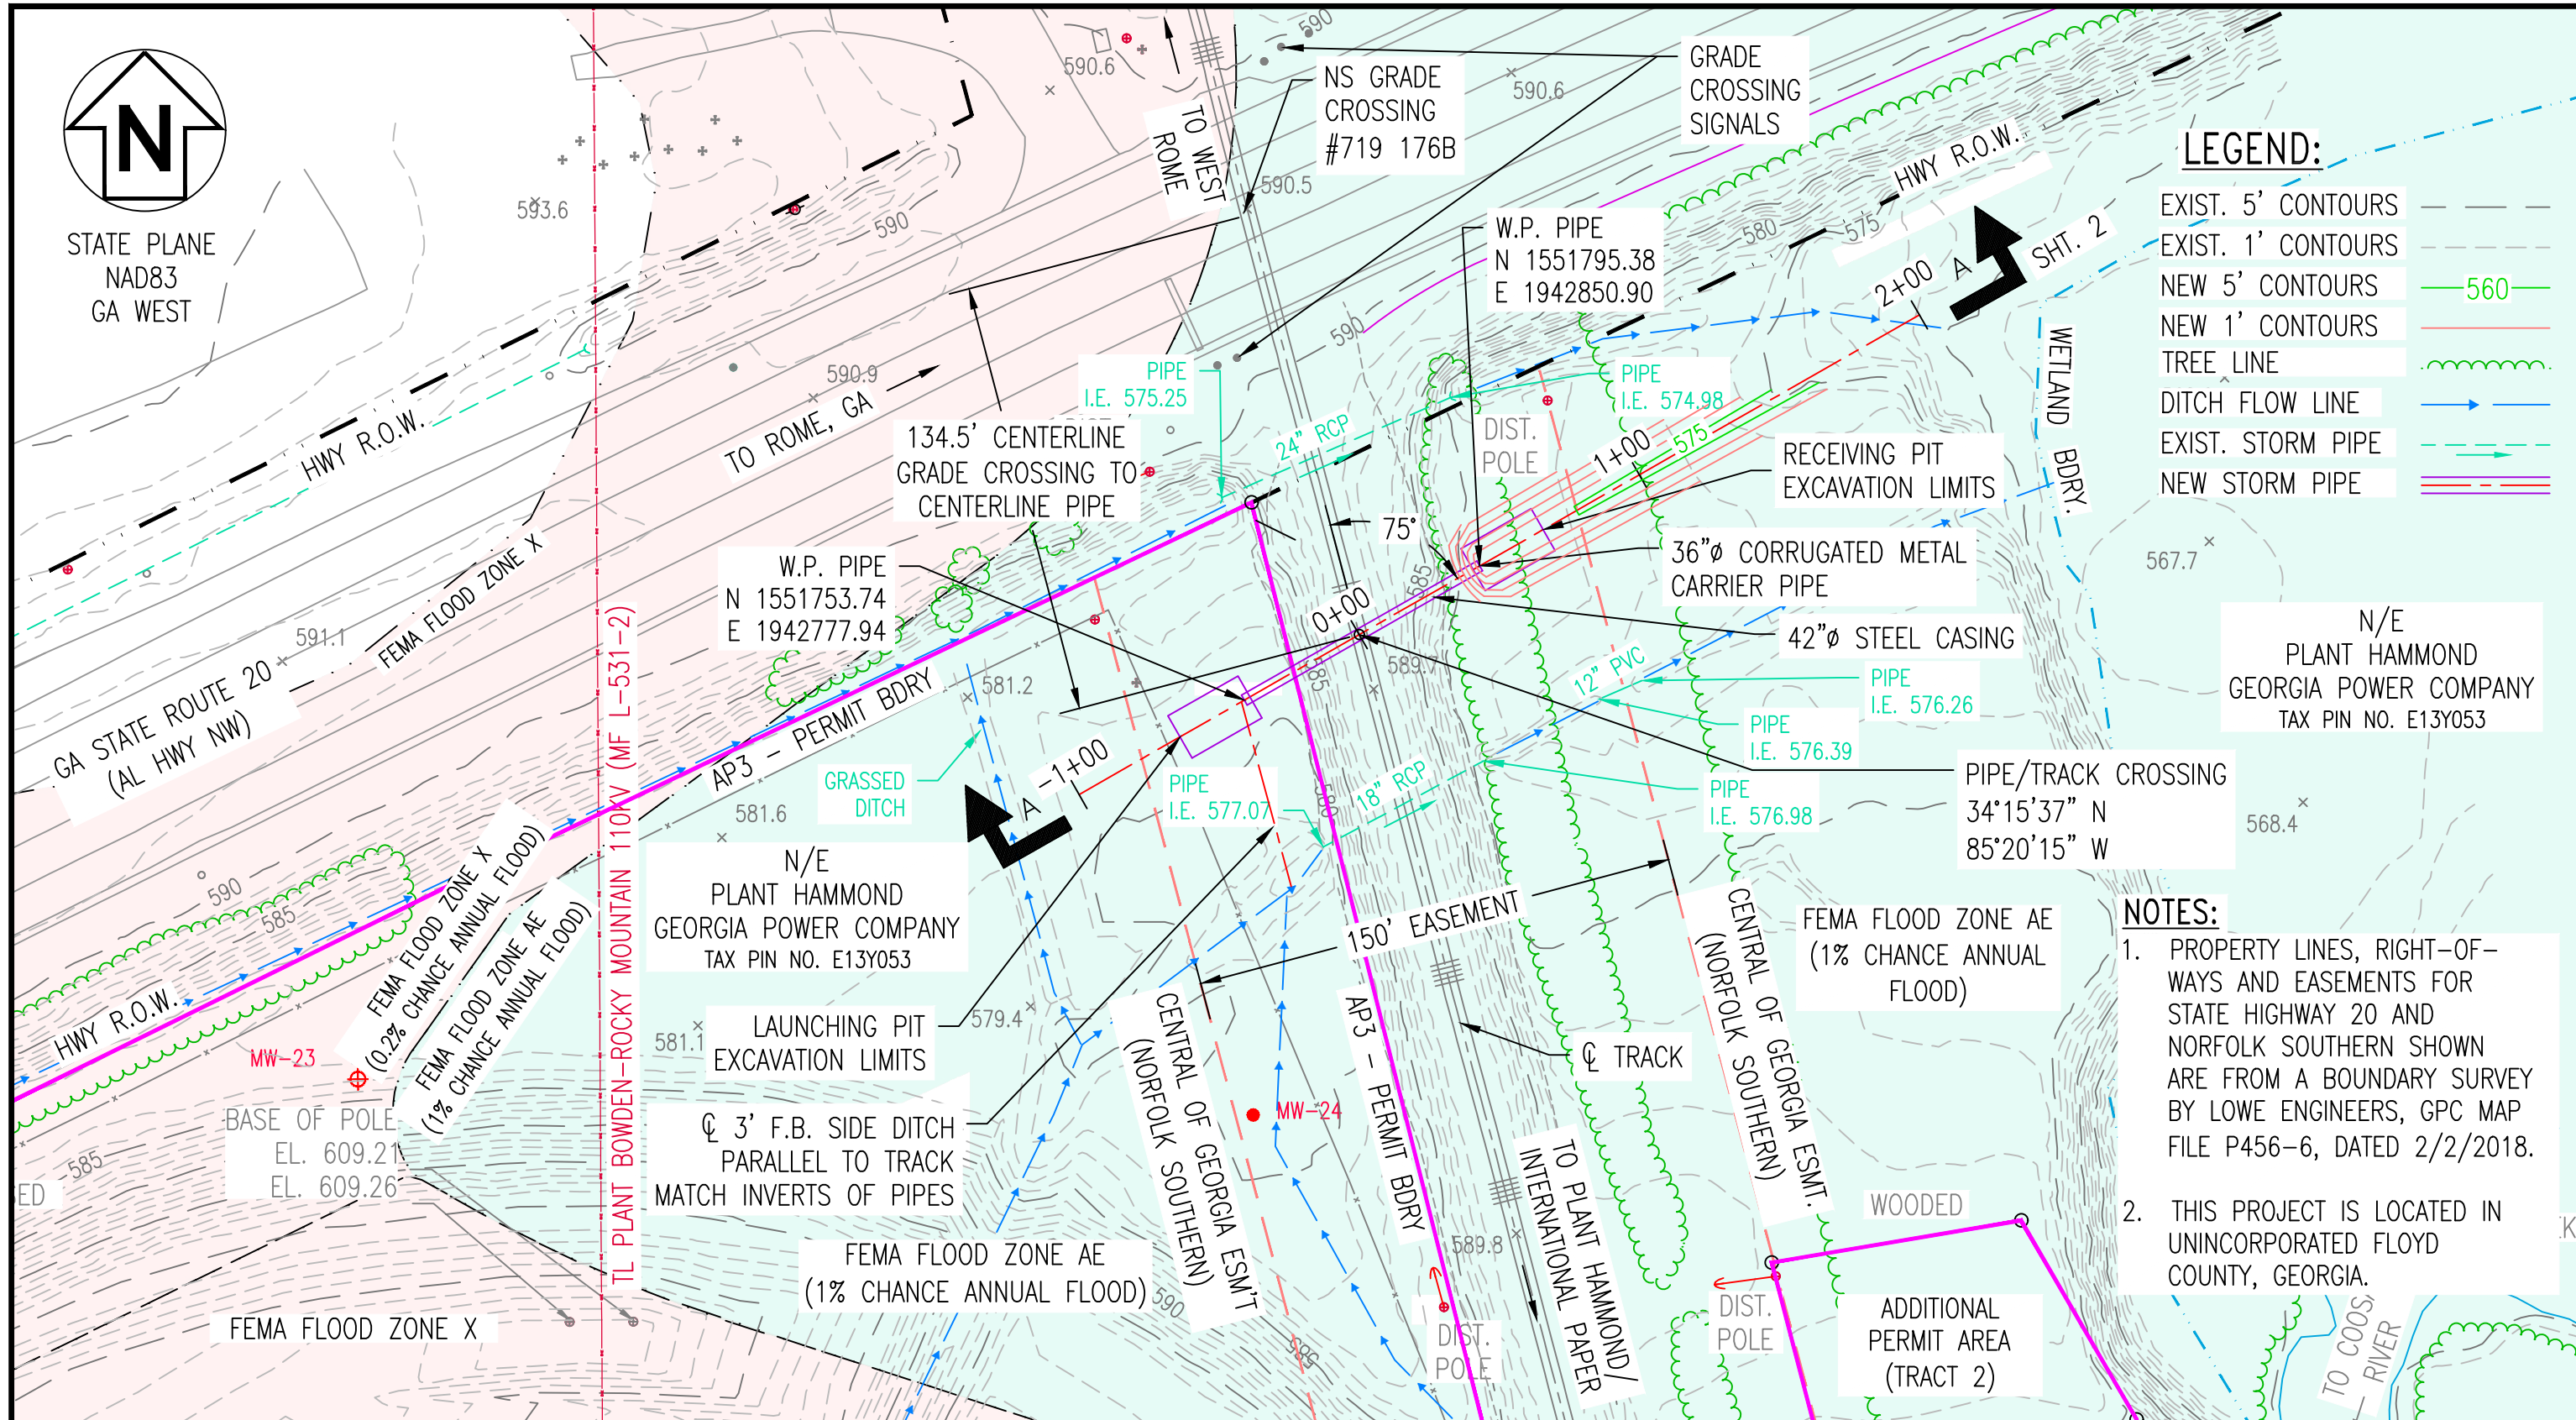 N
STATE PLANE
NAD83
GA WEST
593.6
590.6
590
TO WEST
ROME
NS GRADE
CROSSING
#719 176B
GRADE
CROSSING
SIGNALS
590.6
590.5
590
HWY R.O.W.
580
575
W.P. PIPE
N 1551795.38
E 1942850.90
2+00
A
SHT. 2
LEGEND:
EXIST. 5' CONTOURS
EXIST. 1' CONTOURS
NEW 5' CONTOURS
560
NEW 1' CONTOURS
TREE LINE
DITCH FLOW LINE
EXIST. STORM PIPE
NEW STORM PIPE
WETLAND BDRY.
590
590.9
TO ROME, GA
PIPE
I.E. 575.25
24" RCP
PIPE
I.E. 574.98
DIST.
POLE
134.5' CENTERLINE
GRADE CROSSING TO
CENTERLINE PIPE
HWY R.O.W.
75°
1+00
575
RECEIVING PIT
EXCAVATION LIMITS
36"ø CORRUGATED METAL
CARRIER PIPE
42"ø STEEL CASING
585
0+00
589.7
567.7
N/E
PLANT HAMMOND
GEORGIA POWER COMPANY
TAX PIN NO. E13Y053
FEMA FLOOD ZONE X
591.1
GA STATE ROUTE 20
(AL HWY NW)
W.P. PIPE
N 1551753.74
E 1942777.94
581.2
585
AP3 – PERMIT BDRY
12" PVC
PIPE
I.E. 576.26
PIPE
I.E. 576.39
PIPE
I.E. 576.98
PIPE/TRACK CROSSING
34°15'37" N
85°20'15" W
568.4
GRASSED
DITCH
-1+00
A
PIPE
I.E. 577.07
580
18" RCP
581.6
TL PLANT BOWDEN-ROCKY MOUNTAIN 110KV (MF L-531-2)
N/E
PLANT HAMMOND
GEORGIA POWER COMPANY
TAX PIN NO. E13Y053
590
585
FEMA FLOOD ZONE X
(0.2% CHANCE ANNUAL FLOOD)
FEMA FLOOD ZONE AE
(1% CHANCE ANNUAL FLOOD)
150' EASEMENT
FEMA FLOOD ZONE AE
(1% CHANCE ANNUAL
FLOOD)
HWY R.O.W.
579.4
581.1
LAUNCHING PIT
EXCAVATION LIMITS
℄ TRACK
MW-23
MW-24
BASE OF POLE
EL. 609.21
EL. 609.26
585
℄ 3' F.B. SIDE DITCH
PARALLEL TO TRACK
MATCH INVERTS OF PIPES
CENTRAL OF GEORGIA ESM'T
(NORFOLK SOUTHERN)
AP3 – PERMIT BDRY
CENTRAL OF GEORGIA ESMT.
(NORFOLK SOUTHERN)
TO PLANT HAMMOND/
INTERNATIONAL PAPER
589.8
WOODED
FEMA FLOOD ZONE AE
(1% CHANCE ANNUAL FLOOD)
590
585
FEMA FLOOD ZONE X
DIST.
POLE
DIST.
POLE
ADDITIONAL
PERMIT AREA
(TRACT 2)
NOTES:
1. PROPERTY LINES, RIGHT-OF-
WAYS AND EASEMENTS FOR
STATE HIGHWAY 20 AND
NORFOLK SOUTHERN SHOWN
ARE FROM A BOUNDARY SURVEY
BY LOWE ENGINEERS, GPC MAP
FILE P456-6, DATED 2/2/2018.
2. THIS PROJECT IS LOCATED IN
UNINCORPORATED FLOYD
COUNTY, GEORGIA.
RIVER